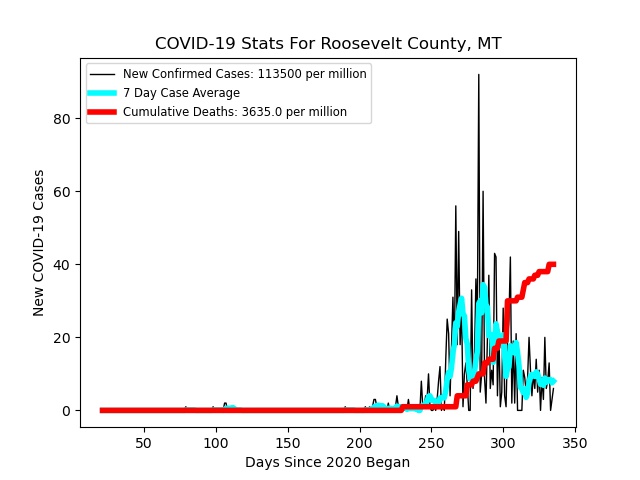 COVID-19 Stats For Roosevelt County, MT
New Confirmed Cases: 113500 per million
7 Day Case Average
Cumulative Deaths: 3635.0 per million
New COVID-19 Cases
80
60
40
20
0
50 100 150 200 250 300 350
Days Since 2020 Began